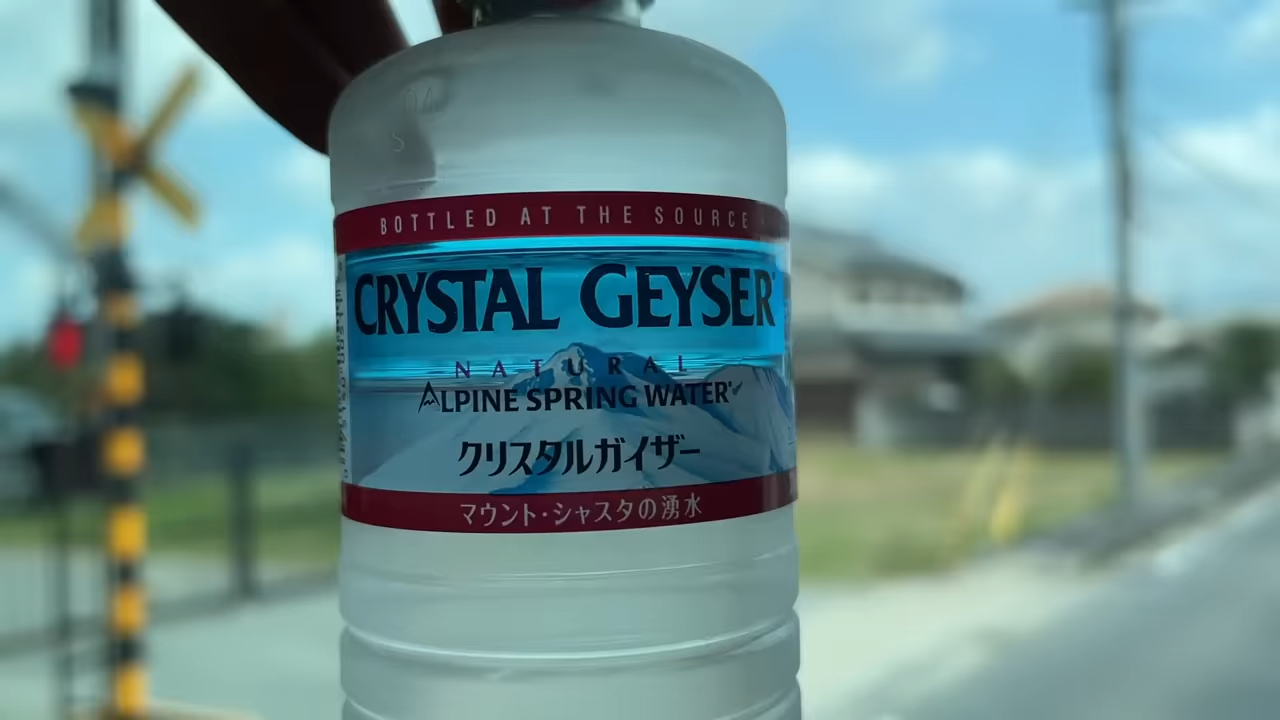 BOTTLED AT THE SOURCE
CRYSTAL GEYSER
NATURAL
ALPINE SPRING WATER
クリスタルガイザー
マウント・シャスタの湧水